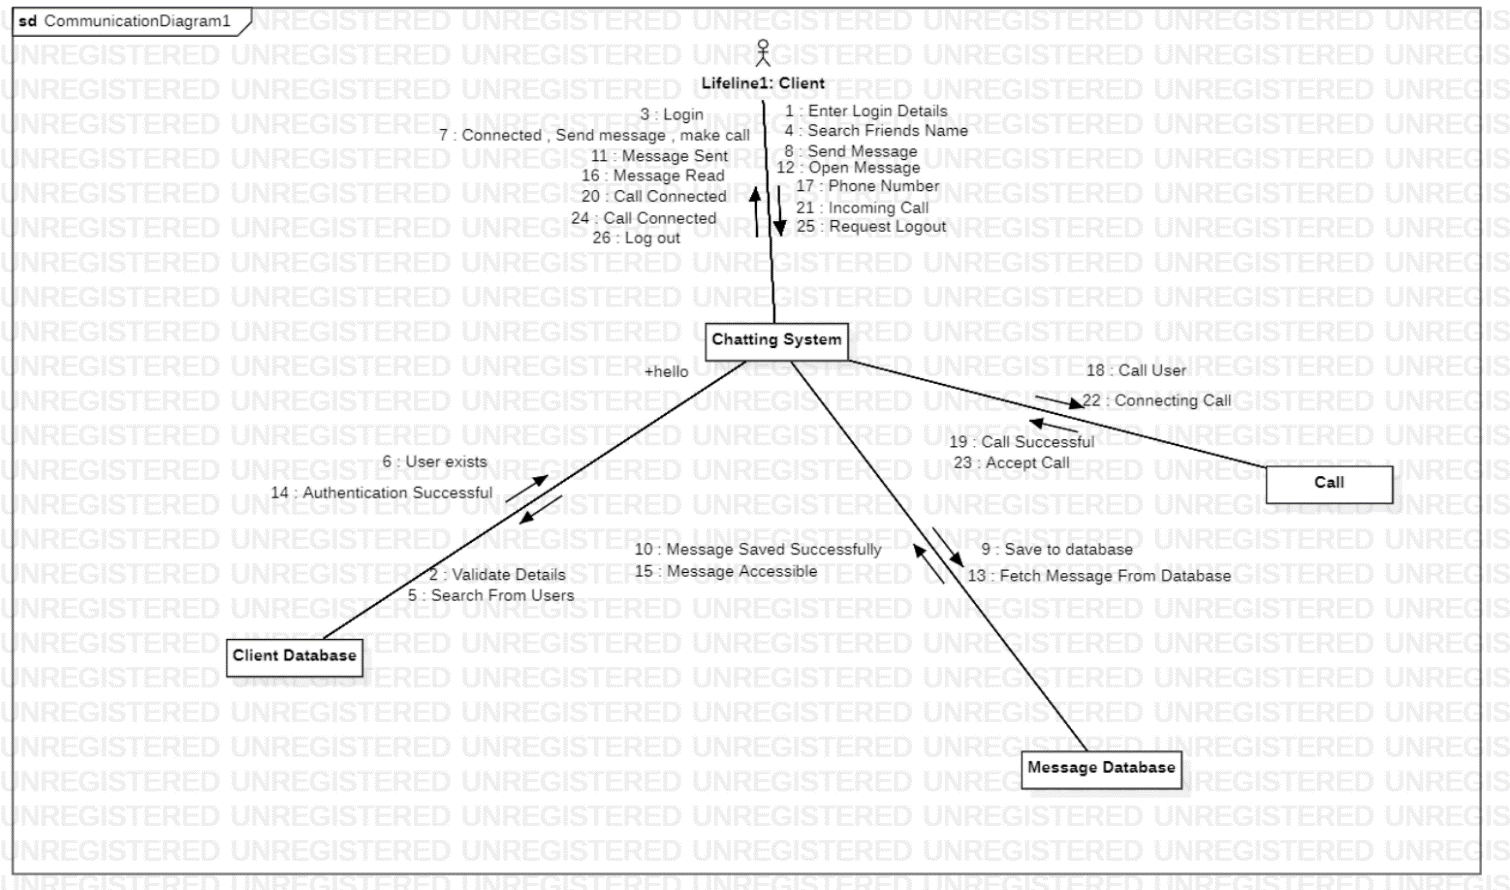 sd CommunicationDiagram1
Lifeline1: Client
3 : Login
7 : Connected , Send message , make call
11 : Message Sent
16 : Message Read
20 : Call Connected
24 : Call Connected
26 : Log out
1 : Enter Login Details
4 : Search Friends Name
8 : Send Message
12 : Open Message
17 : Phone Number
21 : Incoming Call
25 : Request Logout
Chatting System
+hello
18 : Call User
22 : Connecting Call
19 : Call Successful
23 : Accept Call
Call
6 : User exists
14 : Authentication Successful
2 : Validate Details
5 : Search From Users
10 : Message Saved Successfully
15 : Message Accessible
9 : Save to database
13 : Fetch Message From Database
Client Database
Message Database
UNREGISTERED